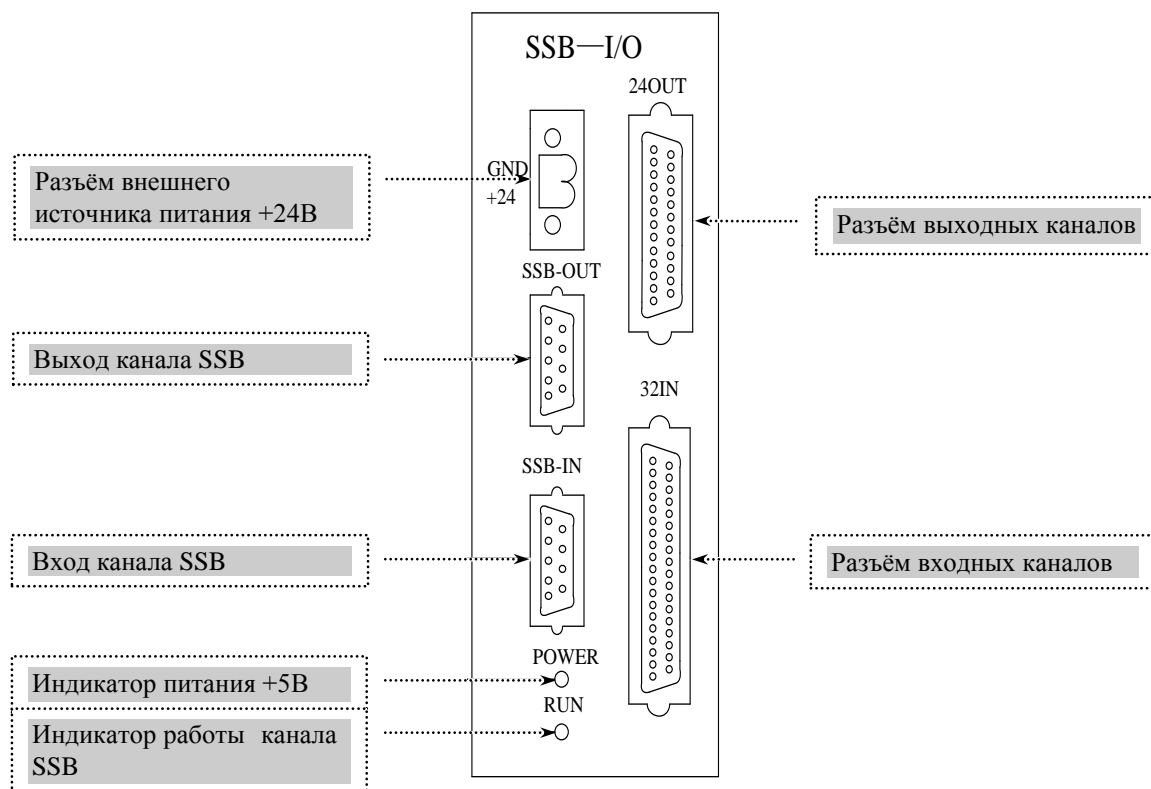 SSB—I/O
24OUT
GND
+24
SSB-OUT
32IN
SSB-IN
POWER
RUN
Разъём внешнего
источника питания +24В
Выход канала SSB
Вход канала SSB
Индикатор питания +5В
Индикатор работы канала
SSB
Разъём выходных каналов
Разъём входных каналов